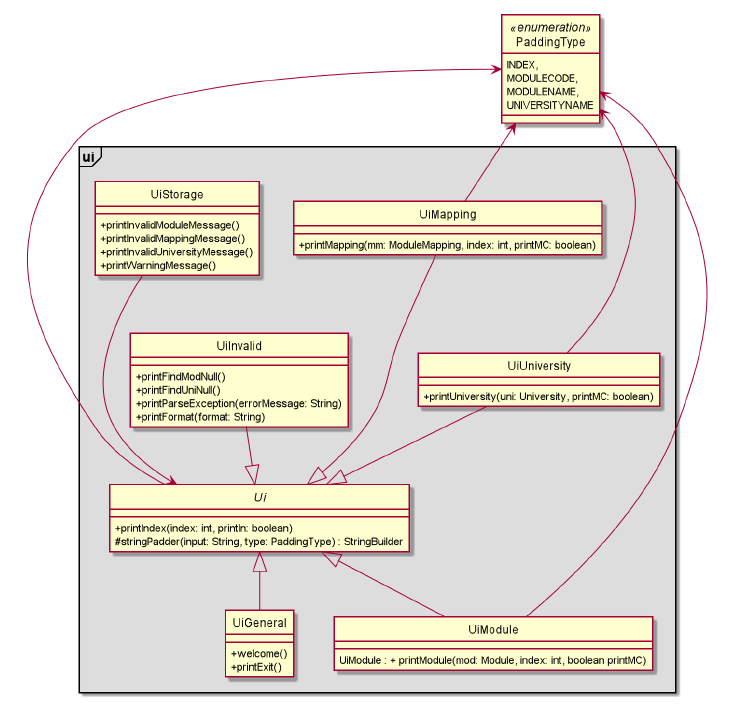 «enumeration»
PaddingType
INDEX,
MODULECODE,
MODULENAME,
UNIVERSITYNAME
ui
UiStorage
+printInvalidModuleMessage()
+printInvalidMappingMessage()
+printInvalidUniversityMessage()
+printWarningMessage()
UiMapping
+printMapping(mm: ModuleMapping, index: int, printMC: boolean)
UiInvalid
+printFindModNull()
+printFindUniNull()
+printParseException(errorMessage: String)
+printFormat(format: String)
UiUniversity
+printUniversity(uni: University, printMC: boolean)
Ui
+printIndex(index: int, println: boolean)
#stringPadder(input: String, type: PaddingType) : StringBuilder
UiGeneral
+welcome()
+printExit()
UiModule
UiModule : + printModule(mod: Module, index: int, boolean printMC)